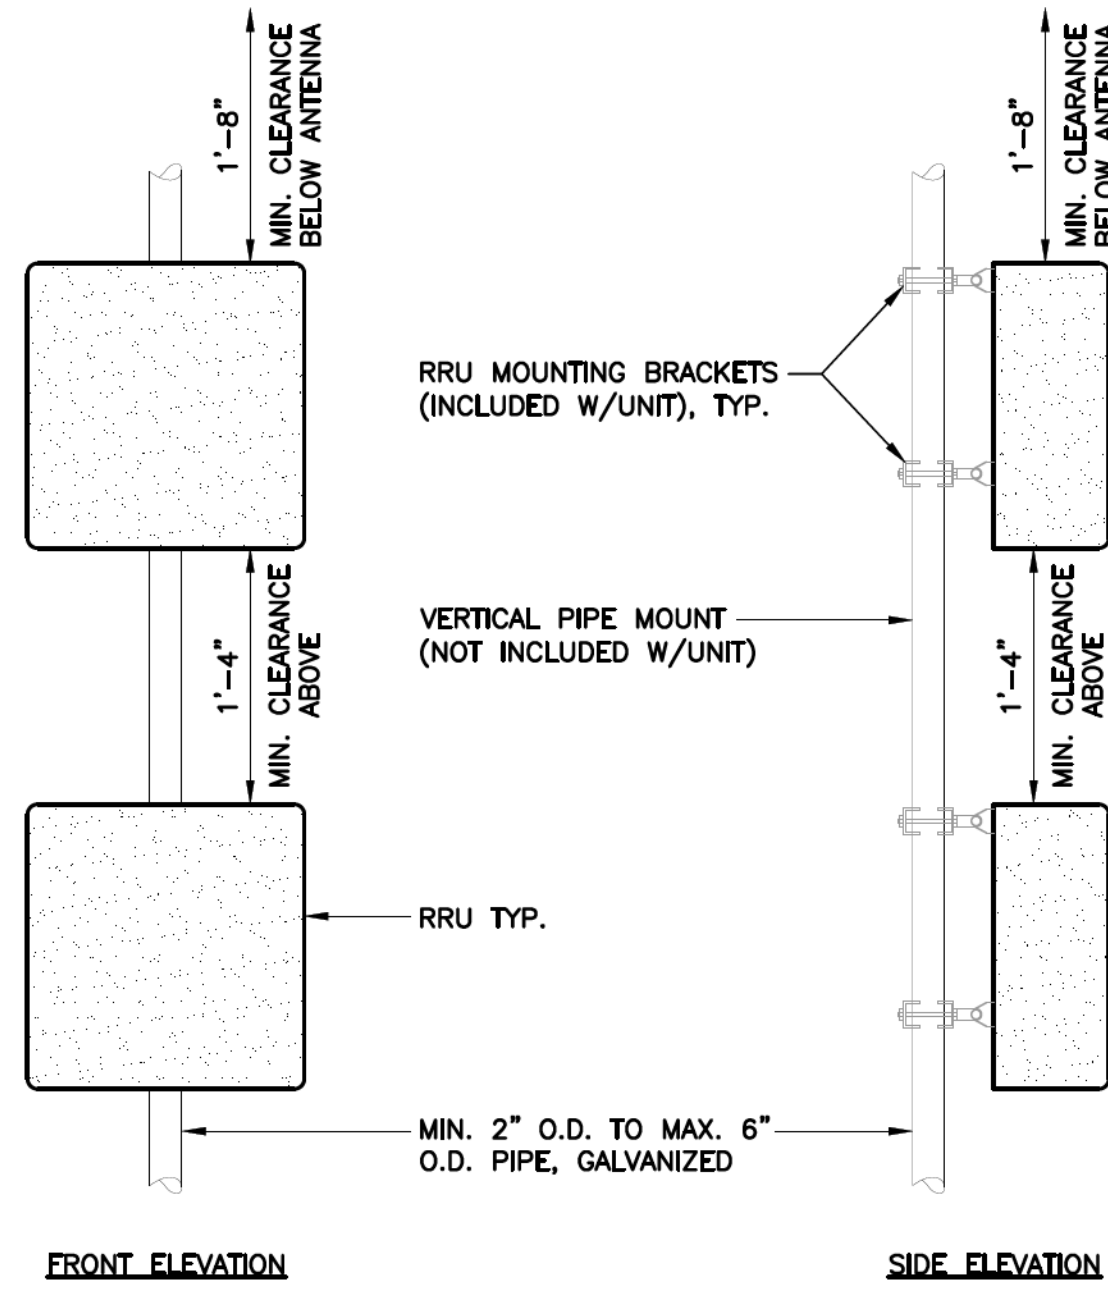 1'-8"
MIN. CLEARANCE
BELOW ANTENNA
1'-8"
MIN. CLEARANCE
BELOW ANTENNA
RRU MOUNTING BRACKETS
(INCLUDED W/UNIT), TYP.
VERTICAL PIPE MOUNT
(NOT INCLUDED W/UNIT)
1'-4"
MIN. CLEARANCE
ABOVE
1'-4"
MIN. CLEARANCE
ABOVE
RRU TYP.
MIN. 2" O.D. TO MAX. 6"
O.D. PIPE, GALVANIZED
FRONT ELEVATION
SIDE ELEVATION